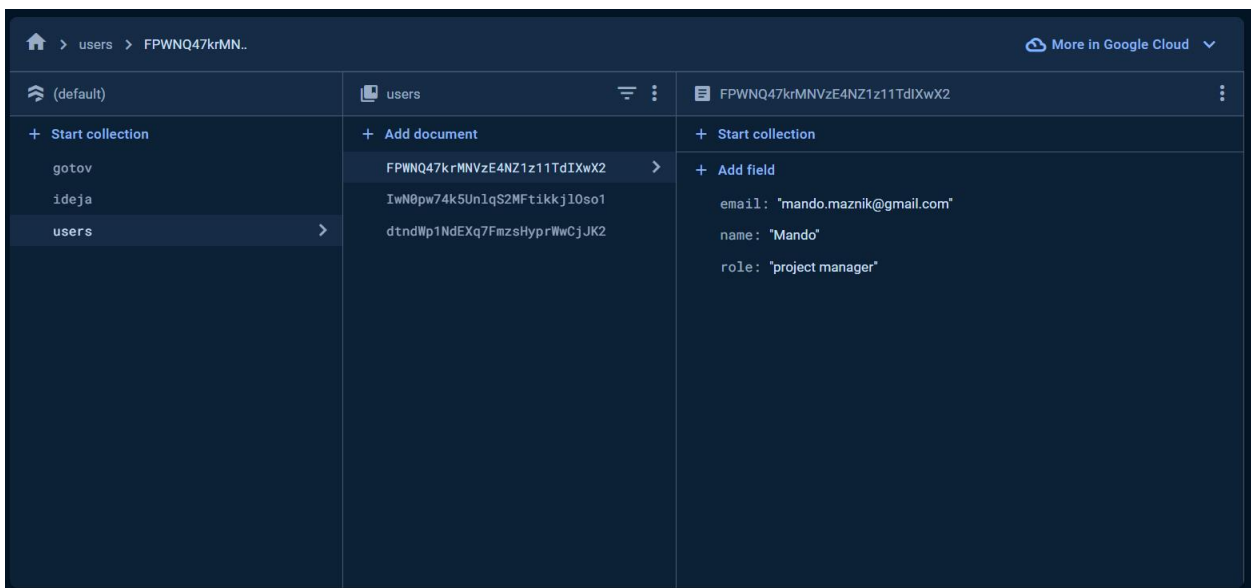 > users > FPWNQ47krMN..
More in Google Cloud
(default)
+ Start collection
gotov
ideja
users
users
+ Add document
FPWNQ47krMNVzE4NZ1z11TdIXwX2
IwN0pw74k5UnlqS2MFtikkjlOso1
dtndWp1NdEXq7FmzsHyprWwCjJK2
FPWNQ47krMNVzE4NZ1z11TdIXwX2
+ Start collection
+ Add field
email: "mando.maznik@gmail.com"
name: "Mando"
role: "project manager"